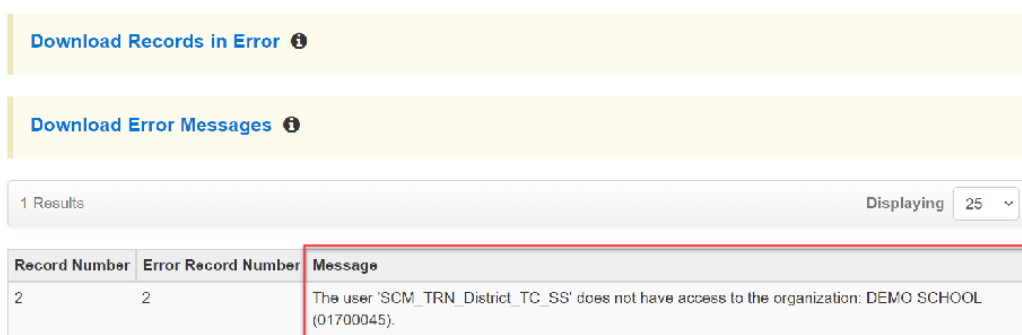 Download Records in Error
Download Error Messages
1 Results Displaying 25
Record Number Error Record Number Message
2 2 The user 'SCM_TRN_District_TC_SS' does not have access to the organization: DEMO SCHOOL
(01700045).